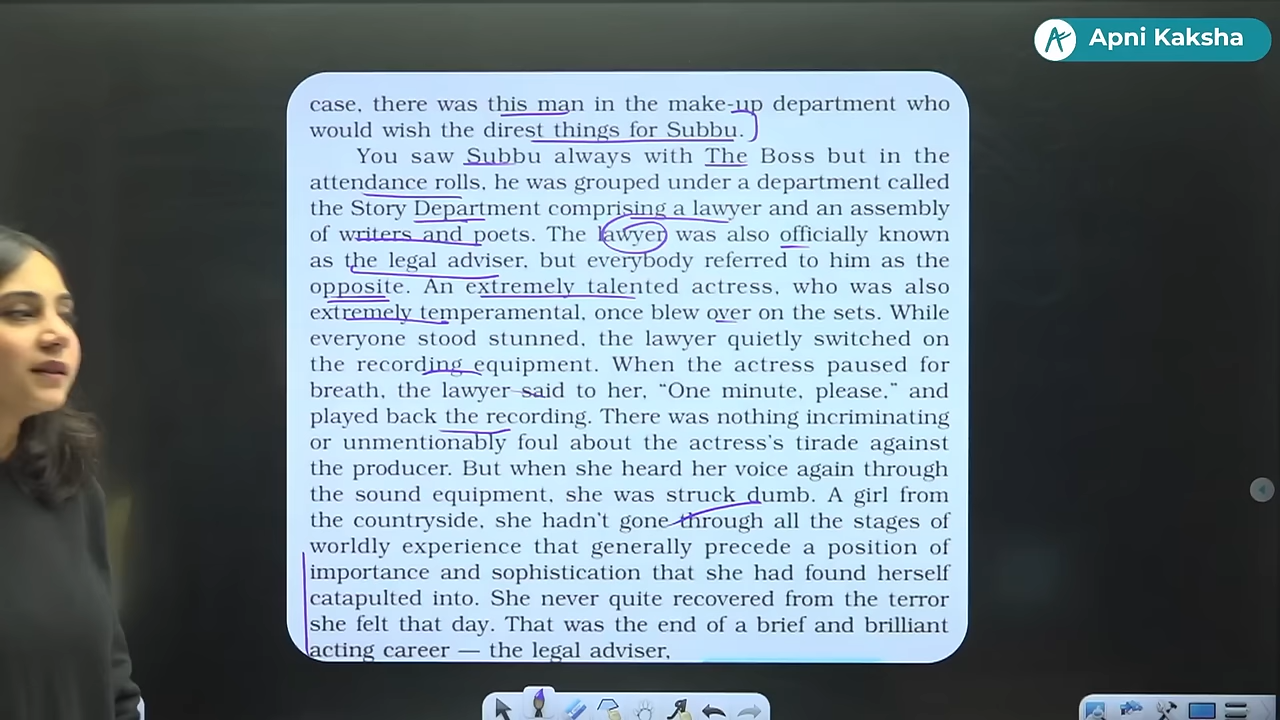 Apni Kaksha
case, there was this man in the make-up department who
would wish the direst things for Subbu.
You saw Subbu always with The Boss but in the
attendance rolls, he was grouped under a department called
the Story Department comprising a lawyer and an assembly
of writers and poets. The lawyer was also officially known
as the legal adviser, but everybody referred to him as the
opposite. An extremely talented actress, who was also
extremely temperamental, once blew over on the sets. While
everyone stood stunned, the lawyer quietly switched on
the recording equipment. When the actress paused for
breath, the lawyer said to her, “One minute, please,” and
played back the recording. There was nothing incriminating
or unmentionably foul about the actress’s tirade against
the producer. But when she heard her voice again through
the sound equipment, she was struck dumb. A girl from
the countryside, she hadn’t gone through all the stages of
worldly experience that generally precede a position of
importance and sophistication that she had found herself
catapulted into. She never quite recovered from the terror
she felt that day. That was the end of a brief and brilliant
acting career — the legal adviser,